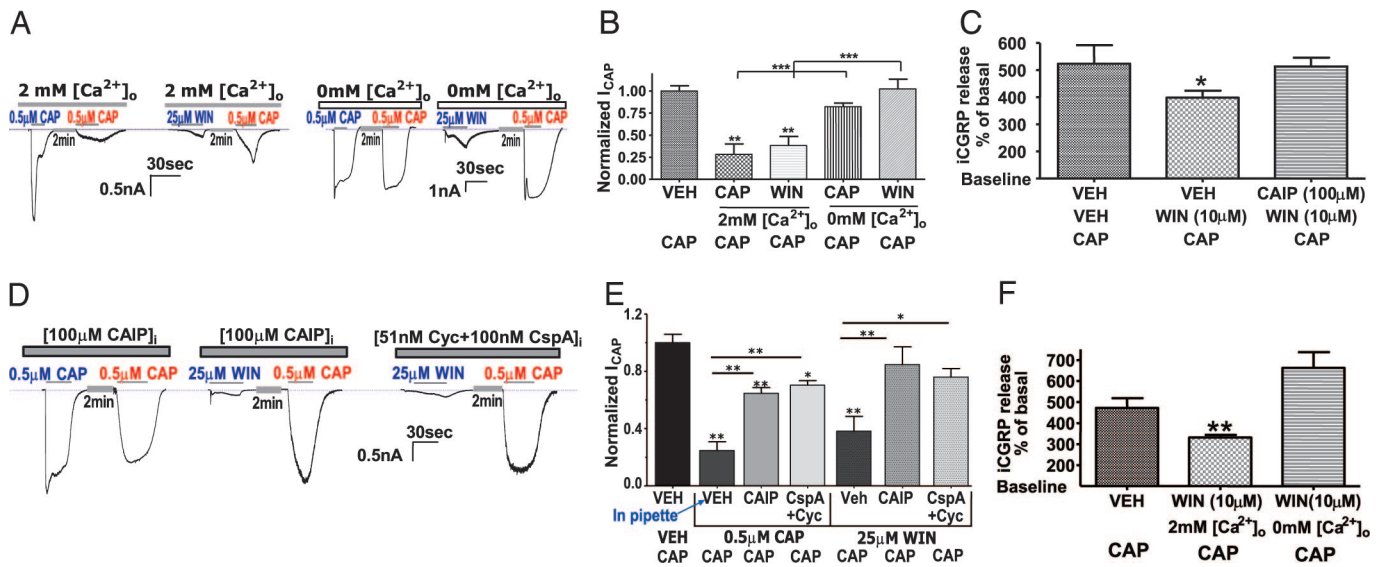 A
2 mM [Ca²⁺]ₒ 2 mM [Ca²⁺]ₒ 0mM [Ca²⁺]ₒ 0mM [Ca²⁺]ₒ
0.5μM CAP 0.5μM CAP 25μM WIN 0.5μM CAP 0.5μM CAP 0.5μM CAP 25μM WIN 0.5μM CAP
2min 2min 2min 2min
30sec 30sec
0.5nA 1nA
B
Normalized I_CAP
1.00
0.75
0.50
0.25
0.00
** ** *** ***
VEH CAP WIN CAP WIN
2mM [Ca²⁺]ₒ 0mM [Ca²⁺]ₒ
CAP CAP CAP CAP CAP
C
iCGRP release
% of basal
600
500
400
300
200
Baseline
*
VEH VEH CAIP (100μM)
VEH WIN (10μM) WIN (10μM)
CAP CAP CAP
D
[100μM CAIP]ᵢ [100μM CAIP]ᵢ [51nM Cyc+100nM CspA]ᵢ
0.5μM CAP 0.5μM CAP 25μM WIN 0.5μM CAP 25μM WIN 0.5μM CAP
2min 2min 2min
30sec
0.5nA
E
Normalized I_CAP
1.2
0.8
0.4
0.0
** ** ** ** * ** ** *
VEH VEH CAIP CspA Veh CAIP CspA
+Cyc +Cyc
In pipette
VEH 0.5μM CAP 25μM WIN
CAP CAP CAP CAP CAP CAP CAP
F
iCGRP release
% of basal
700
600
500
400
300
200
Baseline
**
VEH WIN (10μM) WIN(10μM)
2mM [Ca²⁺]ₒ 0mM [Ca²⁺]ₒ
CAP CAP CAP